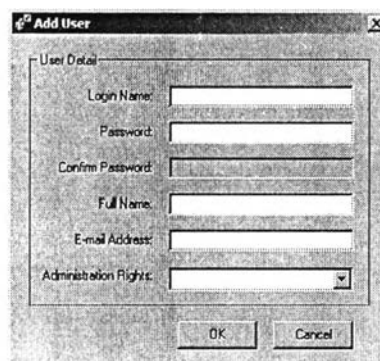 Add User
User Detail
Login Name:
Password:
Confirm Password:
Full Name:
E-mail Address:
Administration Rights:
OK Cancel